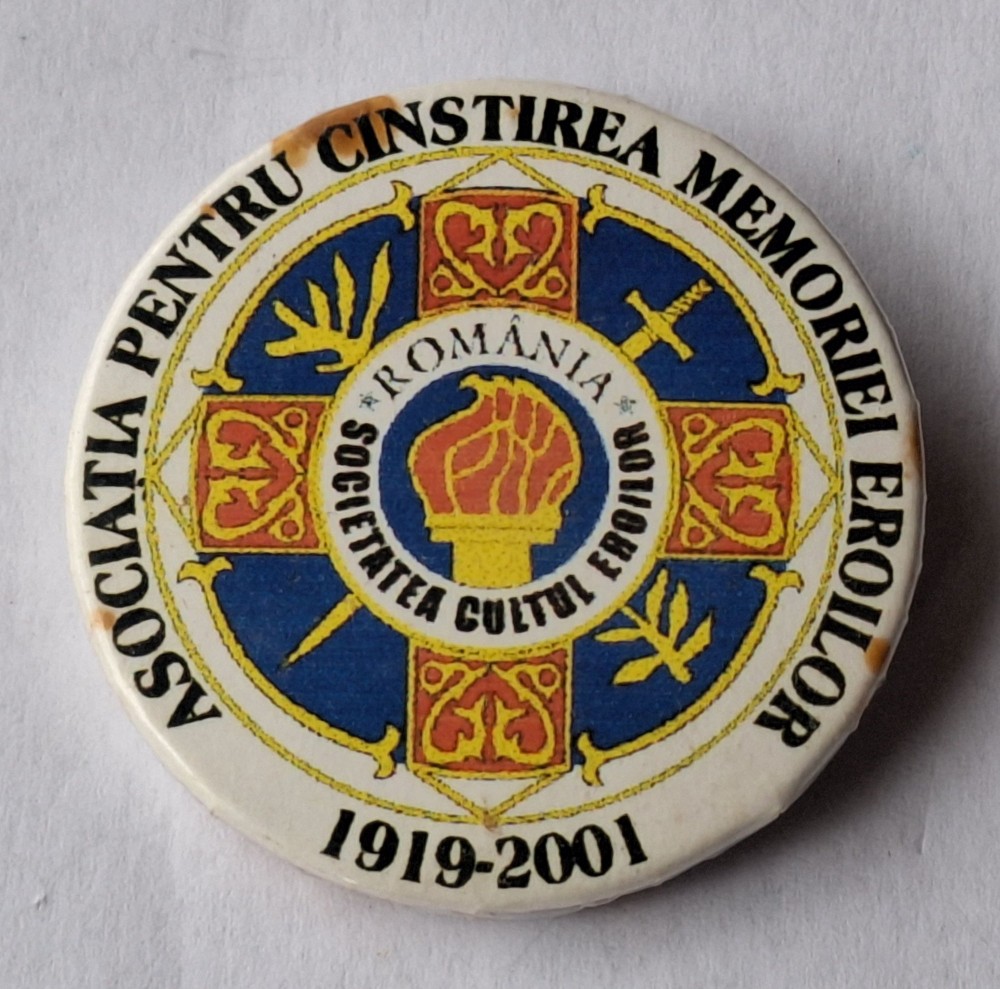 ASOCIAȚIA PENTRU CINSTIREA MEMORIEI EROILOR
ROMÂNIA
SOCIETATEA CULTUL EROILOR
1919-2001